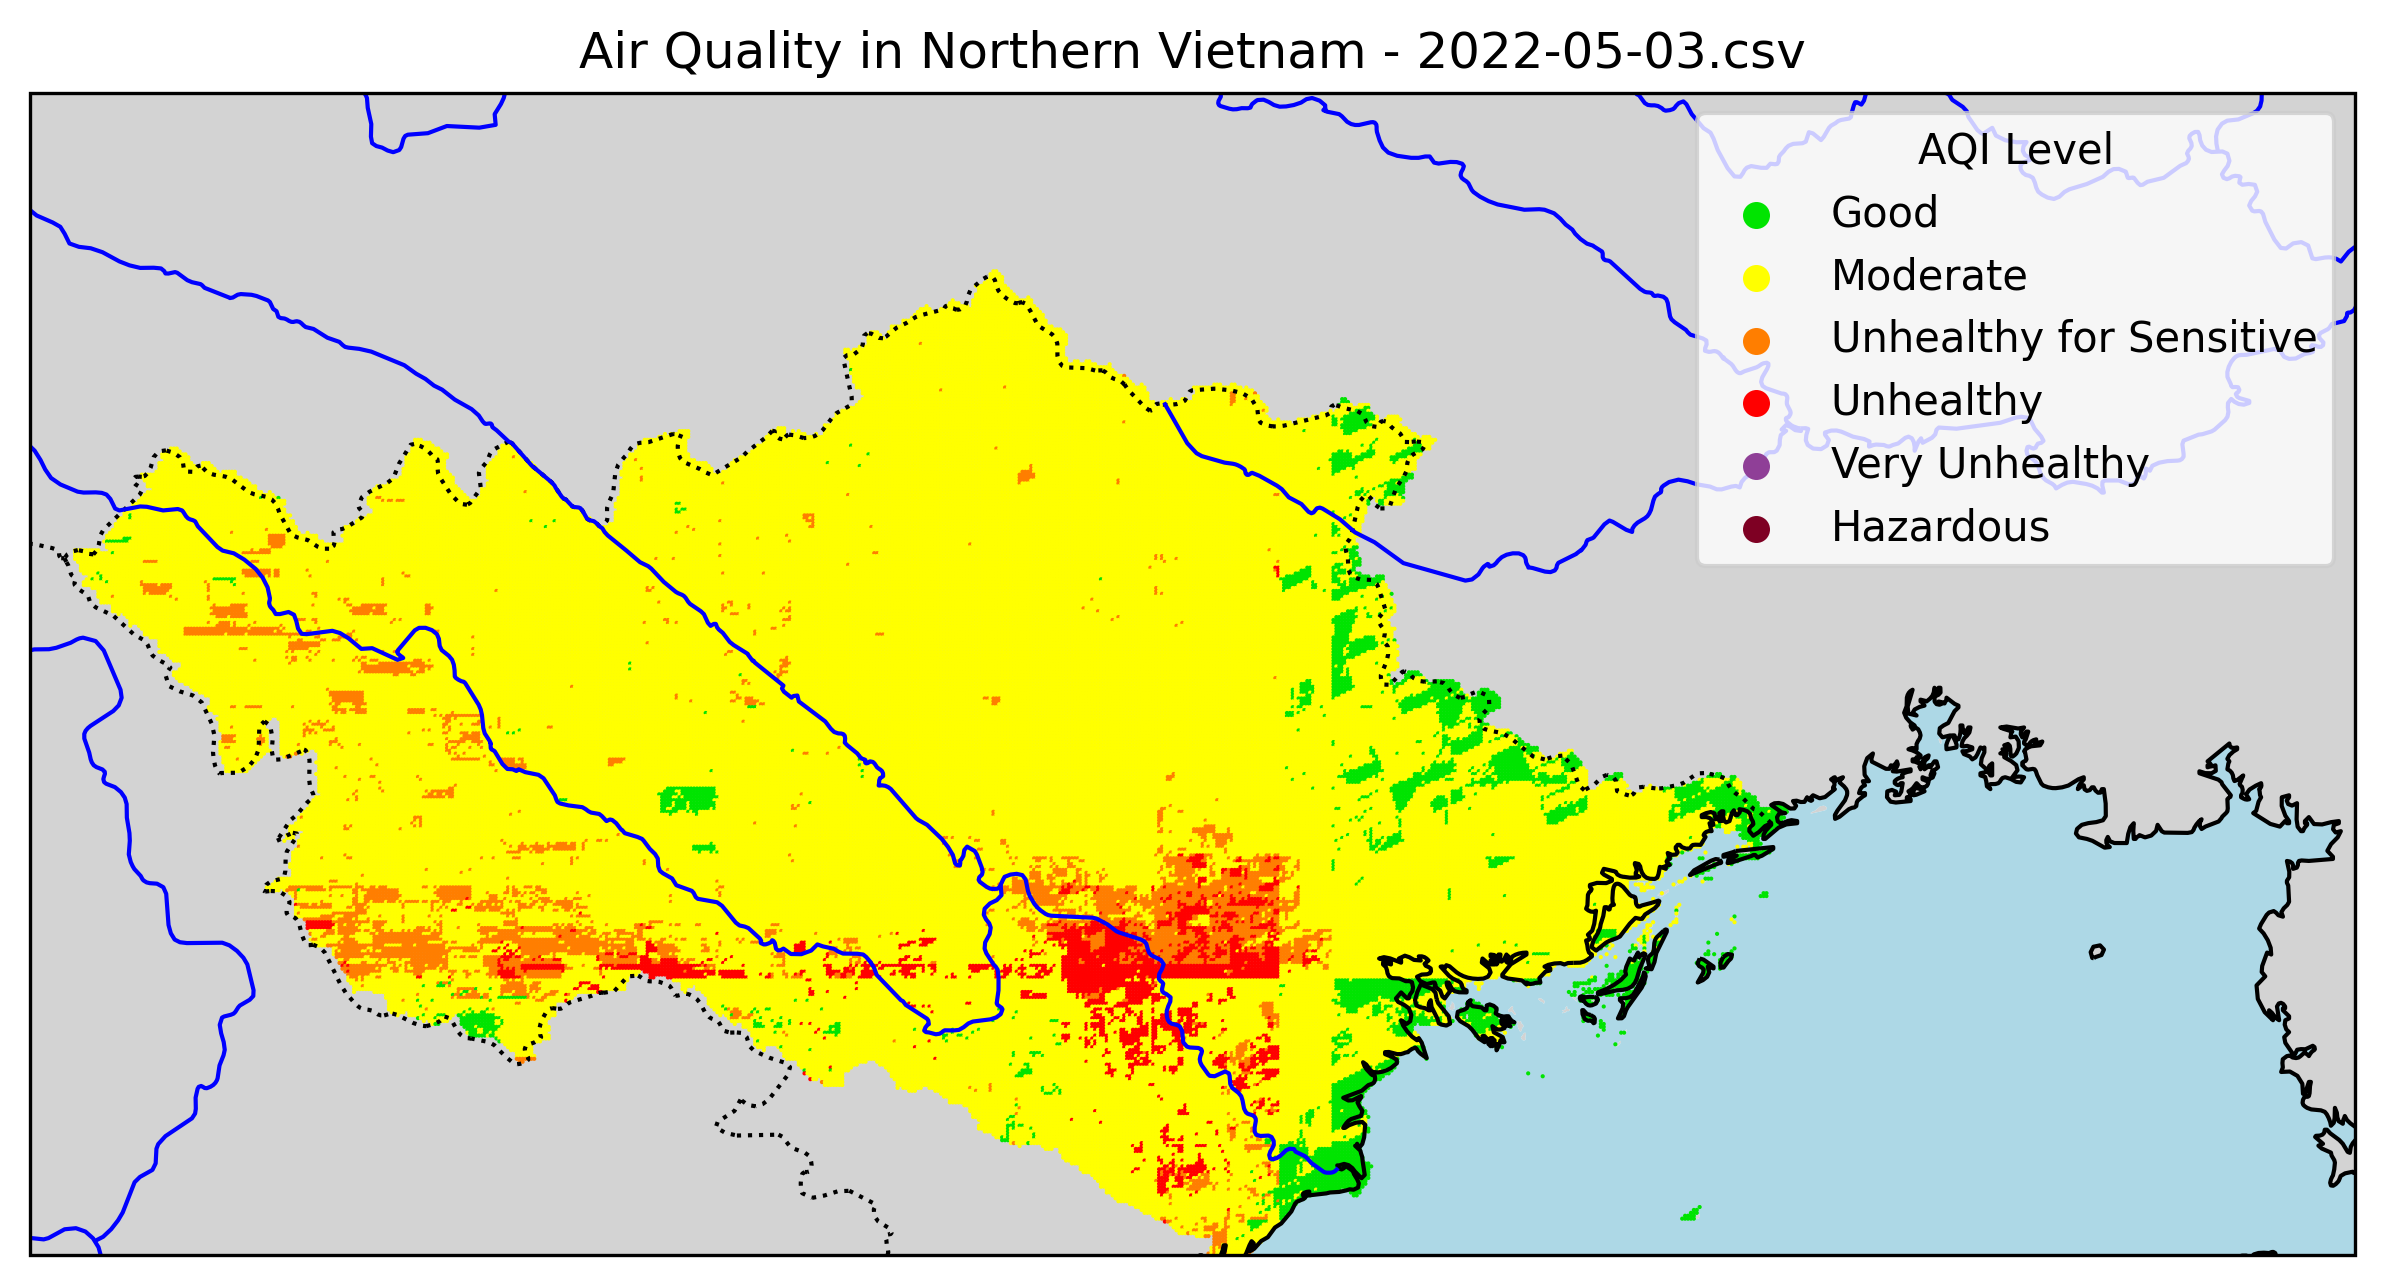 Air Quality in Northern Vietnam - 2022-05-03.csv
AQI Level
Good
Moderate
Unhealthy for Sensitive
Unhealthy
Very Unhealthy
Hazardous